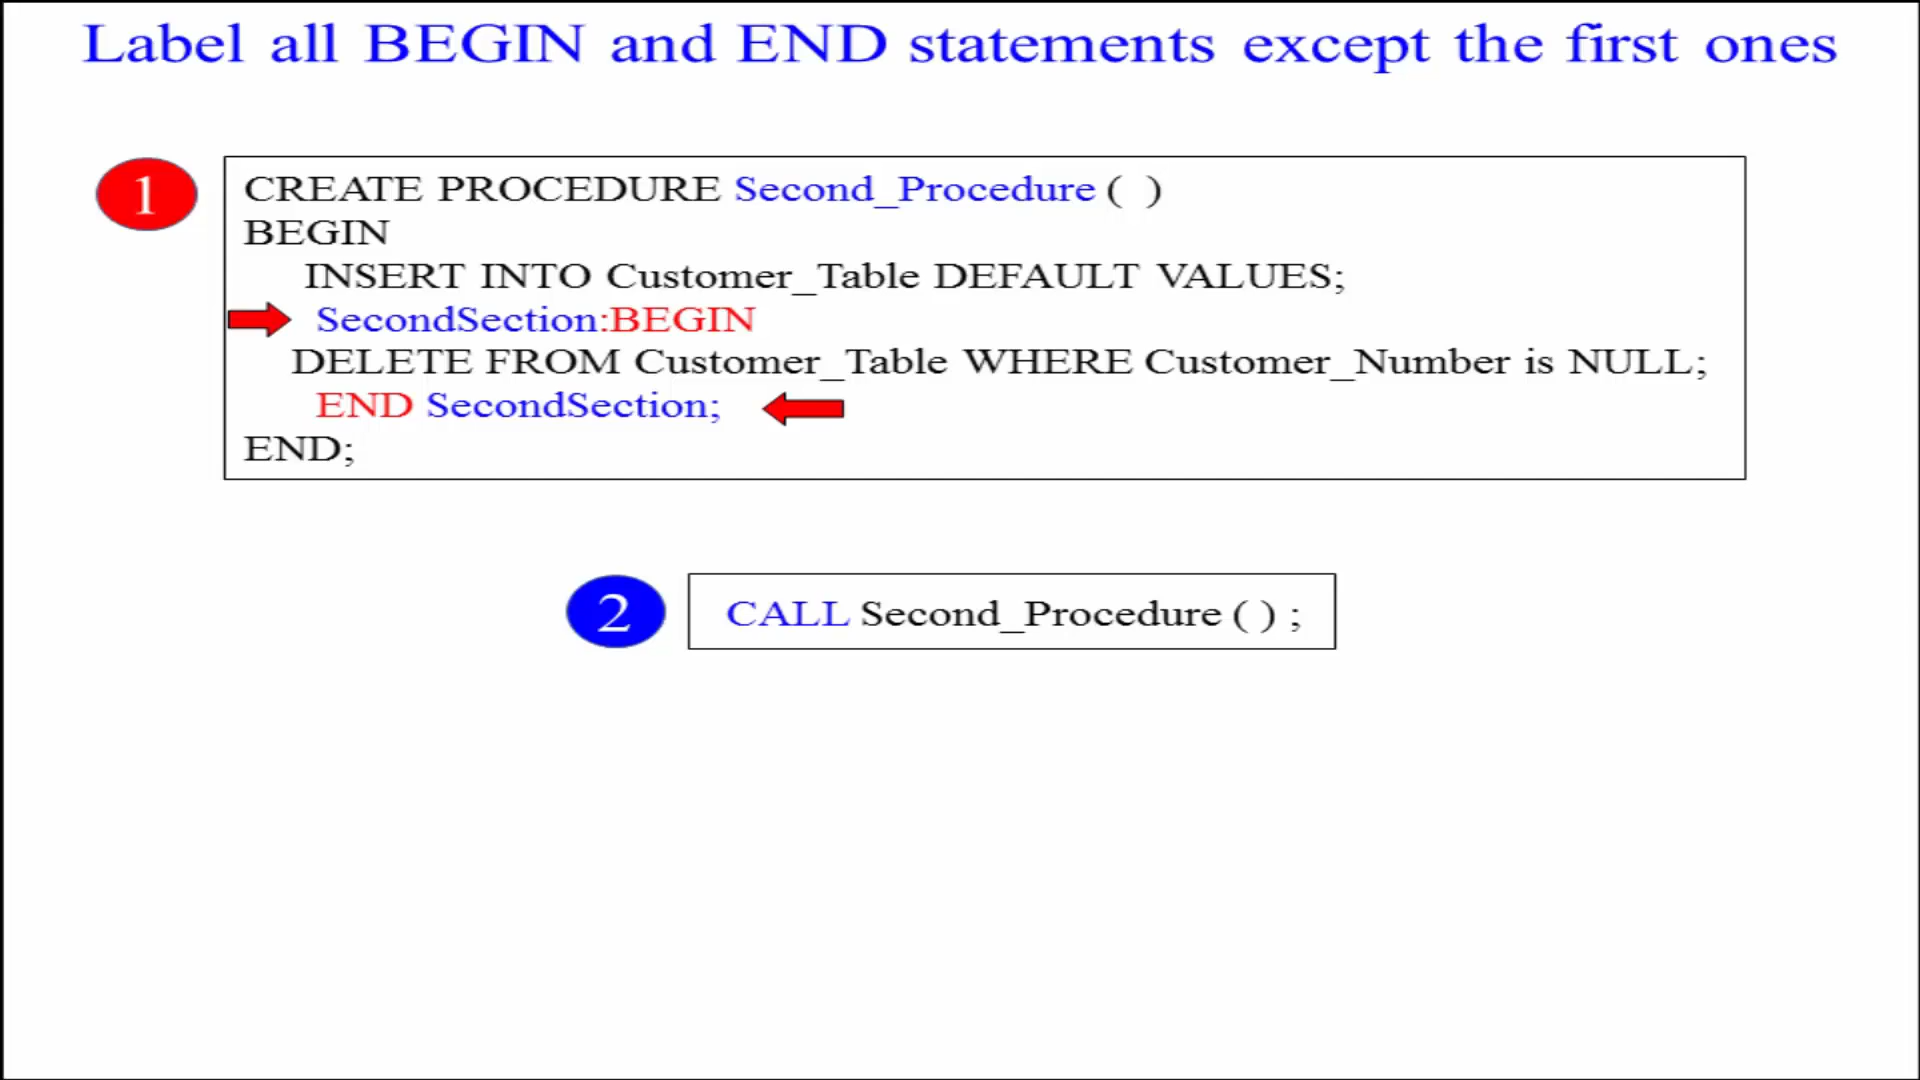 Label all BEGIN and END statements except the first ones
1
CREATE PROCEDURE Second_Procedure ( )
BEGIN
INSERT INTO Customer_Table DEFAULT VALUES;
SecondSection:BEGIN
DELETE FROM Customer_Table WHERE Customer_Number is NULL;
END SecondSection;
END;
2
CALL Second_Procedure ( ) ;